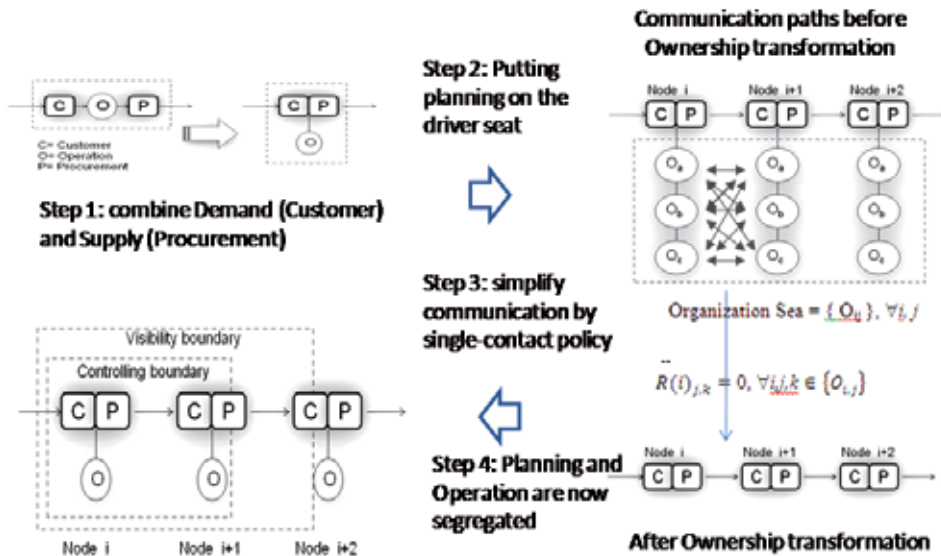 C O P
C P
O
C= Customer
O= Operation
P= Procurement
Step 1: combine Demand (Customer)
and Supply (Procurement)
Step 2: Putting
planning on the
driver seat
Communication paths before
Ownership transformation
Node i Node i+1 Node i+2
C P C P C P
Oa Oa Oa
Ob Ob Ob
Oc Oc Oc
Organization Sea = { Oij }, ∀i, j
R̈(i)j,k = 0, ∀i,j,k ∈ {Oi,j}
Node i Node i+1 Node i+2
C P C P C P
After Ownership transformation
Step 3: simplify
communication by
single-contact policy
Step 4: Planning and
Operation are now
segregated
Visibility boundary
Controlling boundary
C P C P C P
O O O
Node i Node i+1 Node i+2